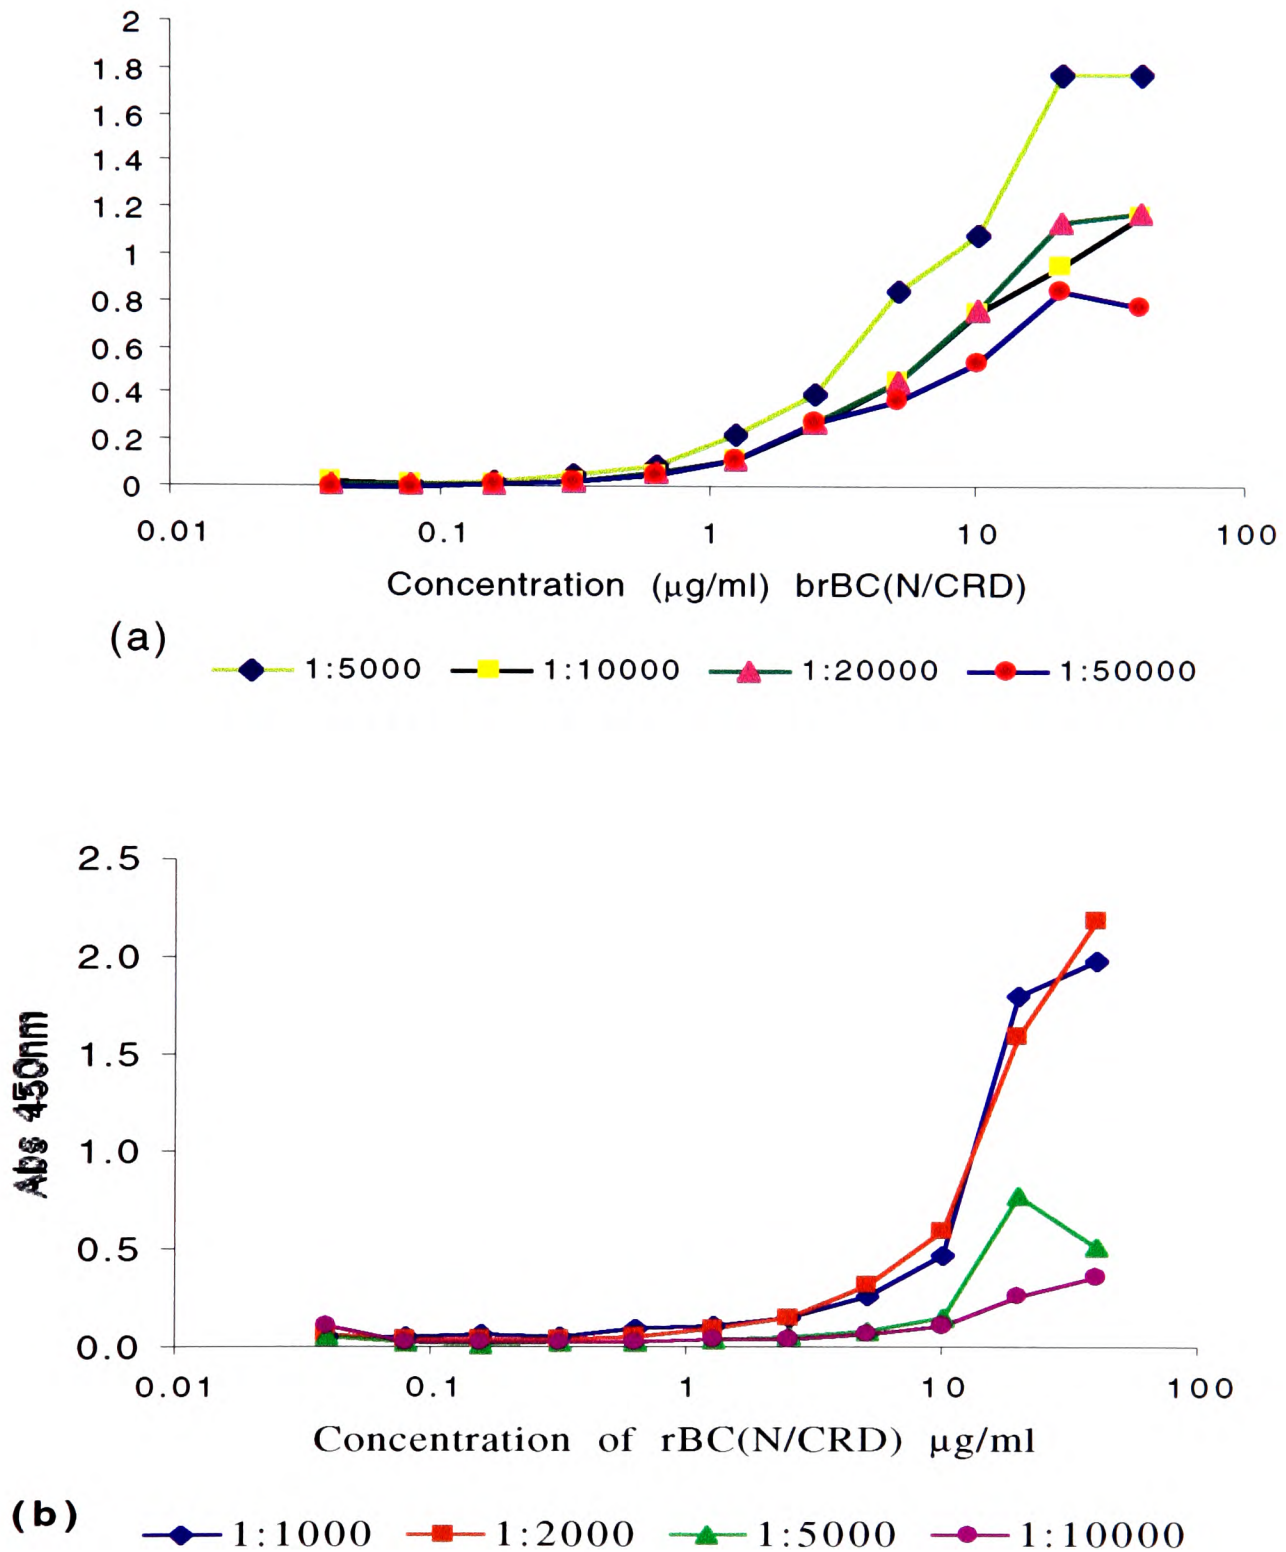 2
1.8
1.6
1.4
1.2
1
0.8
0.6
0.4
0.2
0
0.01 0.1 1 10 100
Concentration (µg/ml) brBC(N/CRD)
(a)
1:5000 1:10000 1:20000 1:50000
2.5
2.0
1.5
1.0
0.5
0.0
Abs 450nm
0.01 0.1 1 10 100
Concentration of rBC(N/CRD) µg/ml
(b)
1:1000 1:2000 1:5000 1:10000